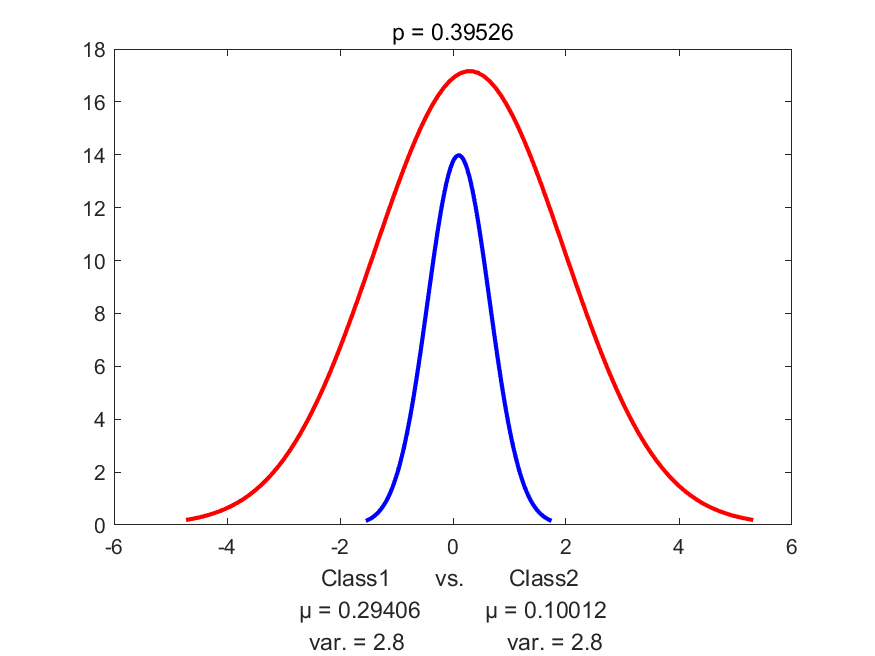 p = 0.39526
18
16
14
12
10
8
6
4
2
0
-6 -4 -2 0 2 4 6
Class1 vs. Class2
μ = 0.29406 μ = 0.10012
var. = 2.8 var. = 2.8